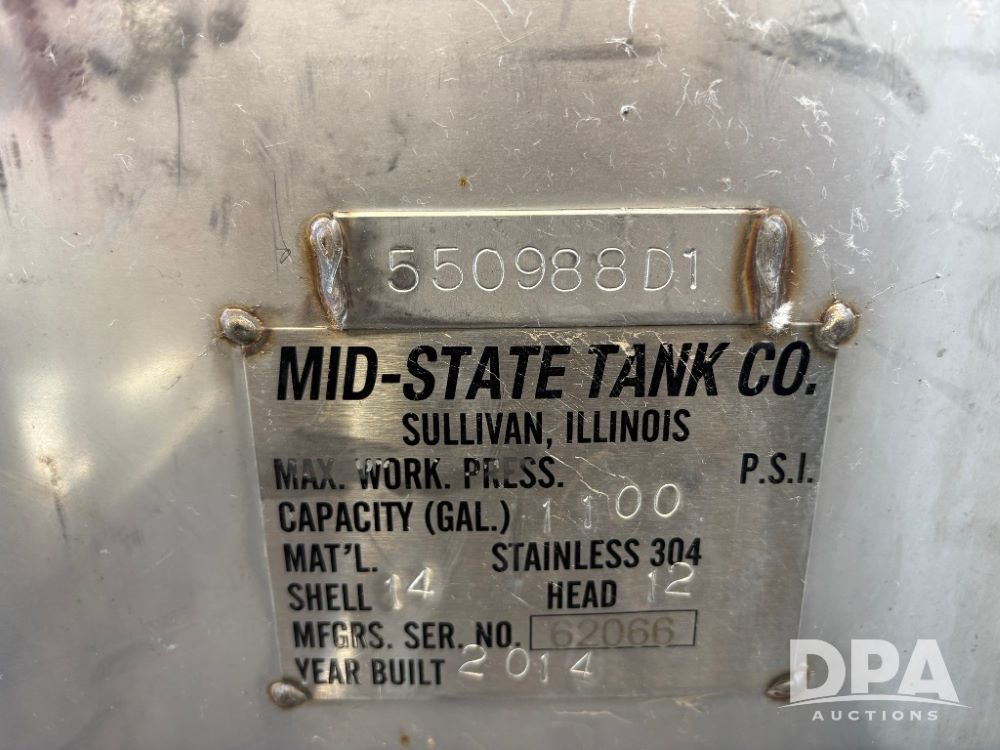 550988D1
MID-STATE TANK CO.
SULLIVAN, ILLINOIS
MAX. WORK. PRESS. P.S.I.
CAPACITY (GAL.) 1100
MAT'L. STAINLESS 304
SHELL 14 HEAD 12
MFGRS. SER. NO. 62066
YEAR BUILT 2014
DPA
AUCTIONS